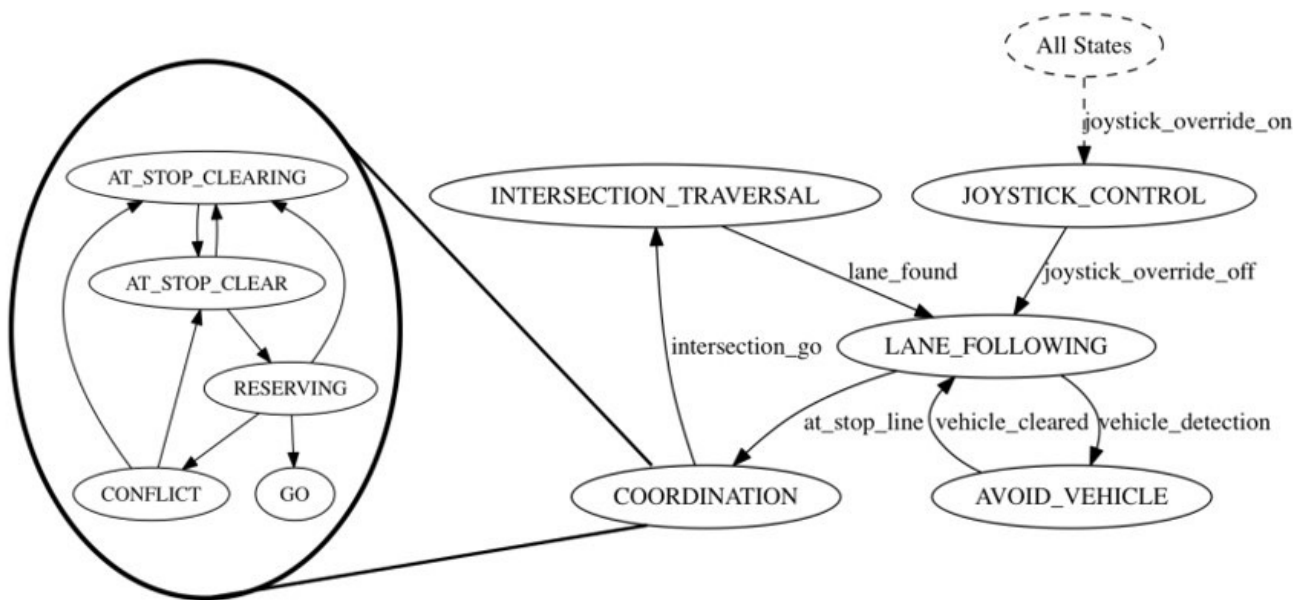 All States
joystick_override_on
AT_STOP_CLEARING
INTERSECTION_TRAVERSAL
JOYSTICK_CONTROL
AT_STOP_CLEAR
lane_found
joystick_override_off
intersection_go
LANE_FOLLOWING
RESERVING
at_stop_line
vehicle_cleared
vehicle_detection
CONFLICT
GO
COORDINATION
AVOID_VEHICLE